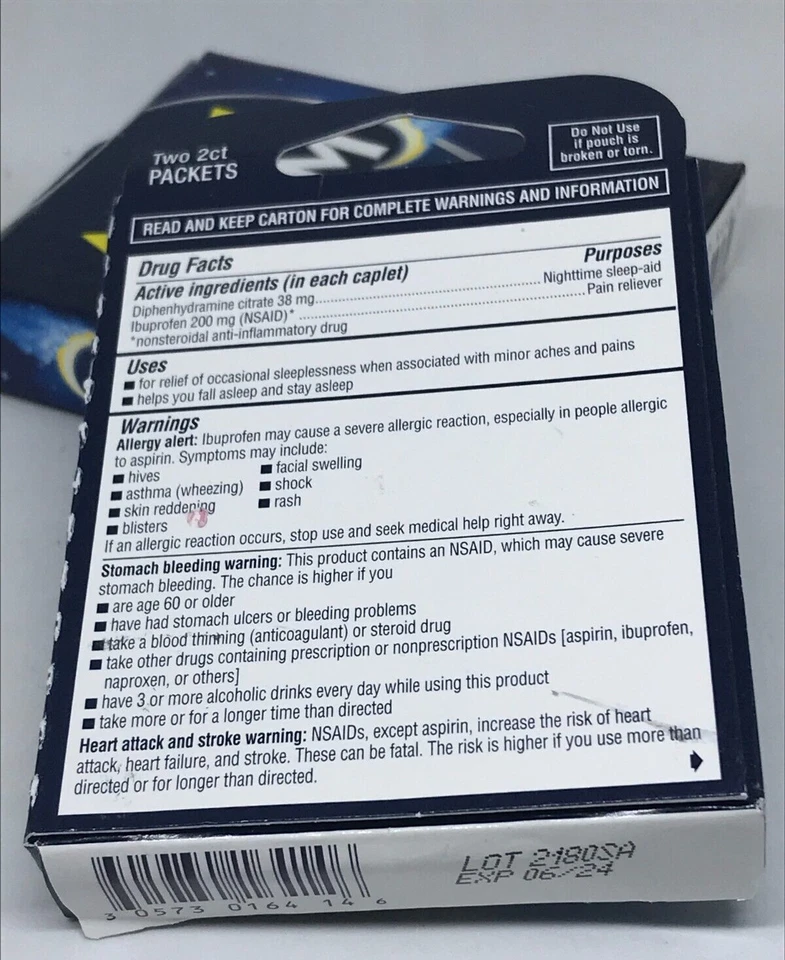 Two 2ct
PACKETS
Do Not Use
if pouch is
broken or torn.
READ AND KEEP CARTON FOR COMPLETE WARNINGS AND INFORMATION
Drug Facts
Active ingredients (in each caplet) Purposes
Diphenhydramine citrate 38 mg........................................ Nighttime sleep-aid
Ibuprofen 200 mg (NSAID)* ........................................ Pain reliever
*nonsteroidal anti-inflammatory drug
Uses
■ for relief of occasional sleeplessness when associated with minor aches and pains
■ helps you fall asleep and stay asleep
Warnings
Allergy alert: Ibuprofen may cause a severe allergic reaction, especially in people allergic
to aspirin. Symptoms may include:
■ hives ■ facial swelling
■ asthma (wheezing) ■ shock
■ skin reddening ■ rash
■ blisters
If an allergic reaction occurs, stop use and seek medical help right away.
Stomach bleeding warning: This product contains an NSAID, which may cause severe
stomach bleeding. The chance is higher if you
■ are age 60 or older
■ have had stomach ulcers or bleeding problems
■ take a blood thinning (anticoagulant) or steroid drug
■ take other drugs containing prescription or nonprescription NSAIDs [aspirin, ibuprofen,
naproxen, or others]
■ have 3 or more alcoholic drinks every day while using this product
■ take more or for a longer time than directed
Heart attack and stroke warning: NSAIDs, except aspirin, increase the risk of heart
attack, heart failure, and stroke. These can be fatal. The risk is higher if you use more than
directed or for longer than directed.
LOT 2180SA
EXP 06/24
3 0573 0164 14 6